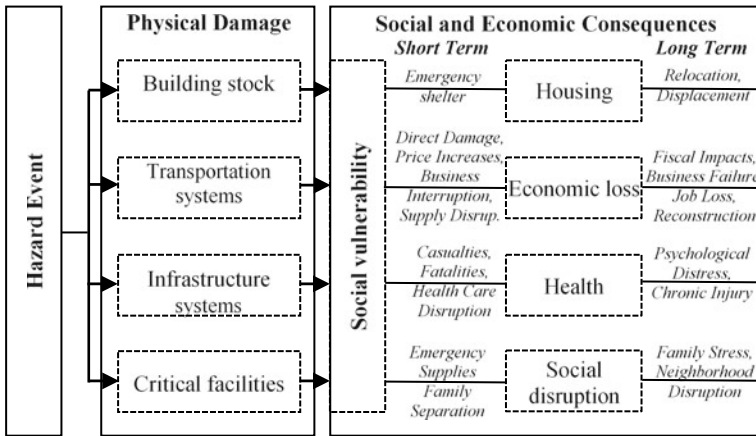 Hazard Event
Physical Damage
Building stock
Transportation
systems
Infrastructure
systems
Critical facilities
Social and Economic Consequences
Social vulnerability
Short Term
Long Term
Emergency
shelter
Housing
Relocation,
Displacement
Direct Damage,
Price Increases,
Business
Interruption,
Supply Disrup.
Economic loss
Fiscal Impacts,
Business Failure
Job Loss,
Reconstruction
Casualties,
Fatalities,
Health Care
Disruption
Health
Psychological
Distress,
Chronic Injury
Emergency
Supplies
Family
Separation
Social
disruption
Family Stress,
Neighborhood
Disruption